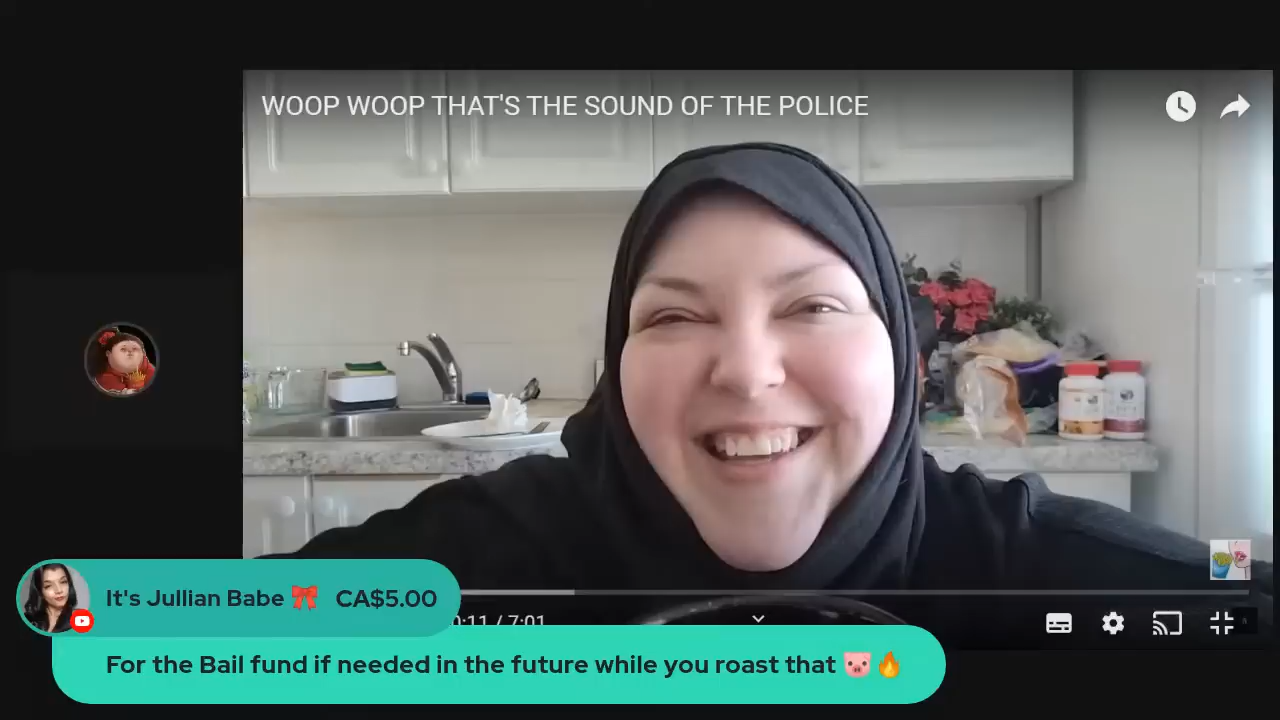 WOOP WOOP THAT'S THE SOUND OF THE POLICE
It's Jullian Babe 🎀 CA$5.00
0:11 / 7:01
For the Bail fund if needed in the future while you roast that 🐷🔥